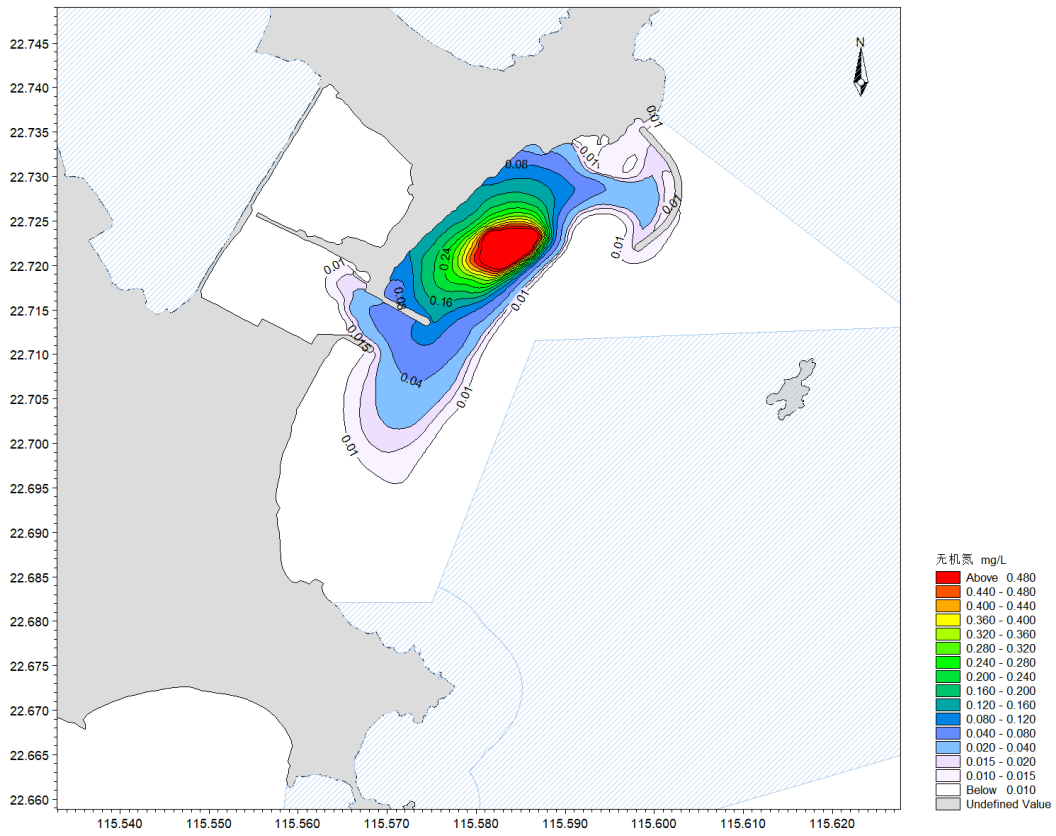 N
22.745
22.740
22.735
22.730
22.725
22.720
22.715
22.710
22.705
22.700
22.695
22.690
22.685
22.680
22.675
22.670
22.665
22.660
0.01
0.01
0.08
0.01
0.01
0.24
0.01
0.08
0.16
0.01
0.015
0.04
0.01
0.01
无机氮 mg/L
Above 0.480
0.440 - 0.480
0.400 - 0.440
0.360 - 0.400
0.320 - 0.360
0.280 - 0.320
0.240 - 0.280
0.200 - 0.240
0.160 - 0.200
0.120 - 0.160
0.080 - 0.120
0.040 - 0.080
0.020 - 0.040
0.015 - 0.020
0.010 - 0.015
Below 0.010
Undefined Value
115.540 115.550 115.560 115.570 115.580 115.590 115.600 115.610 115.620